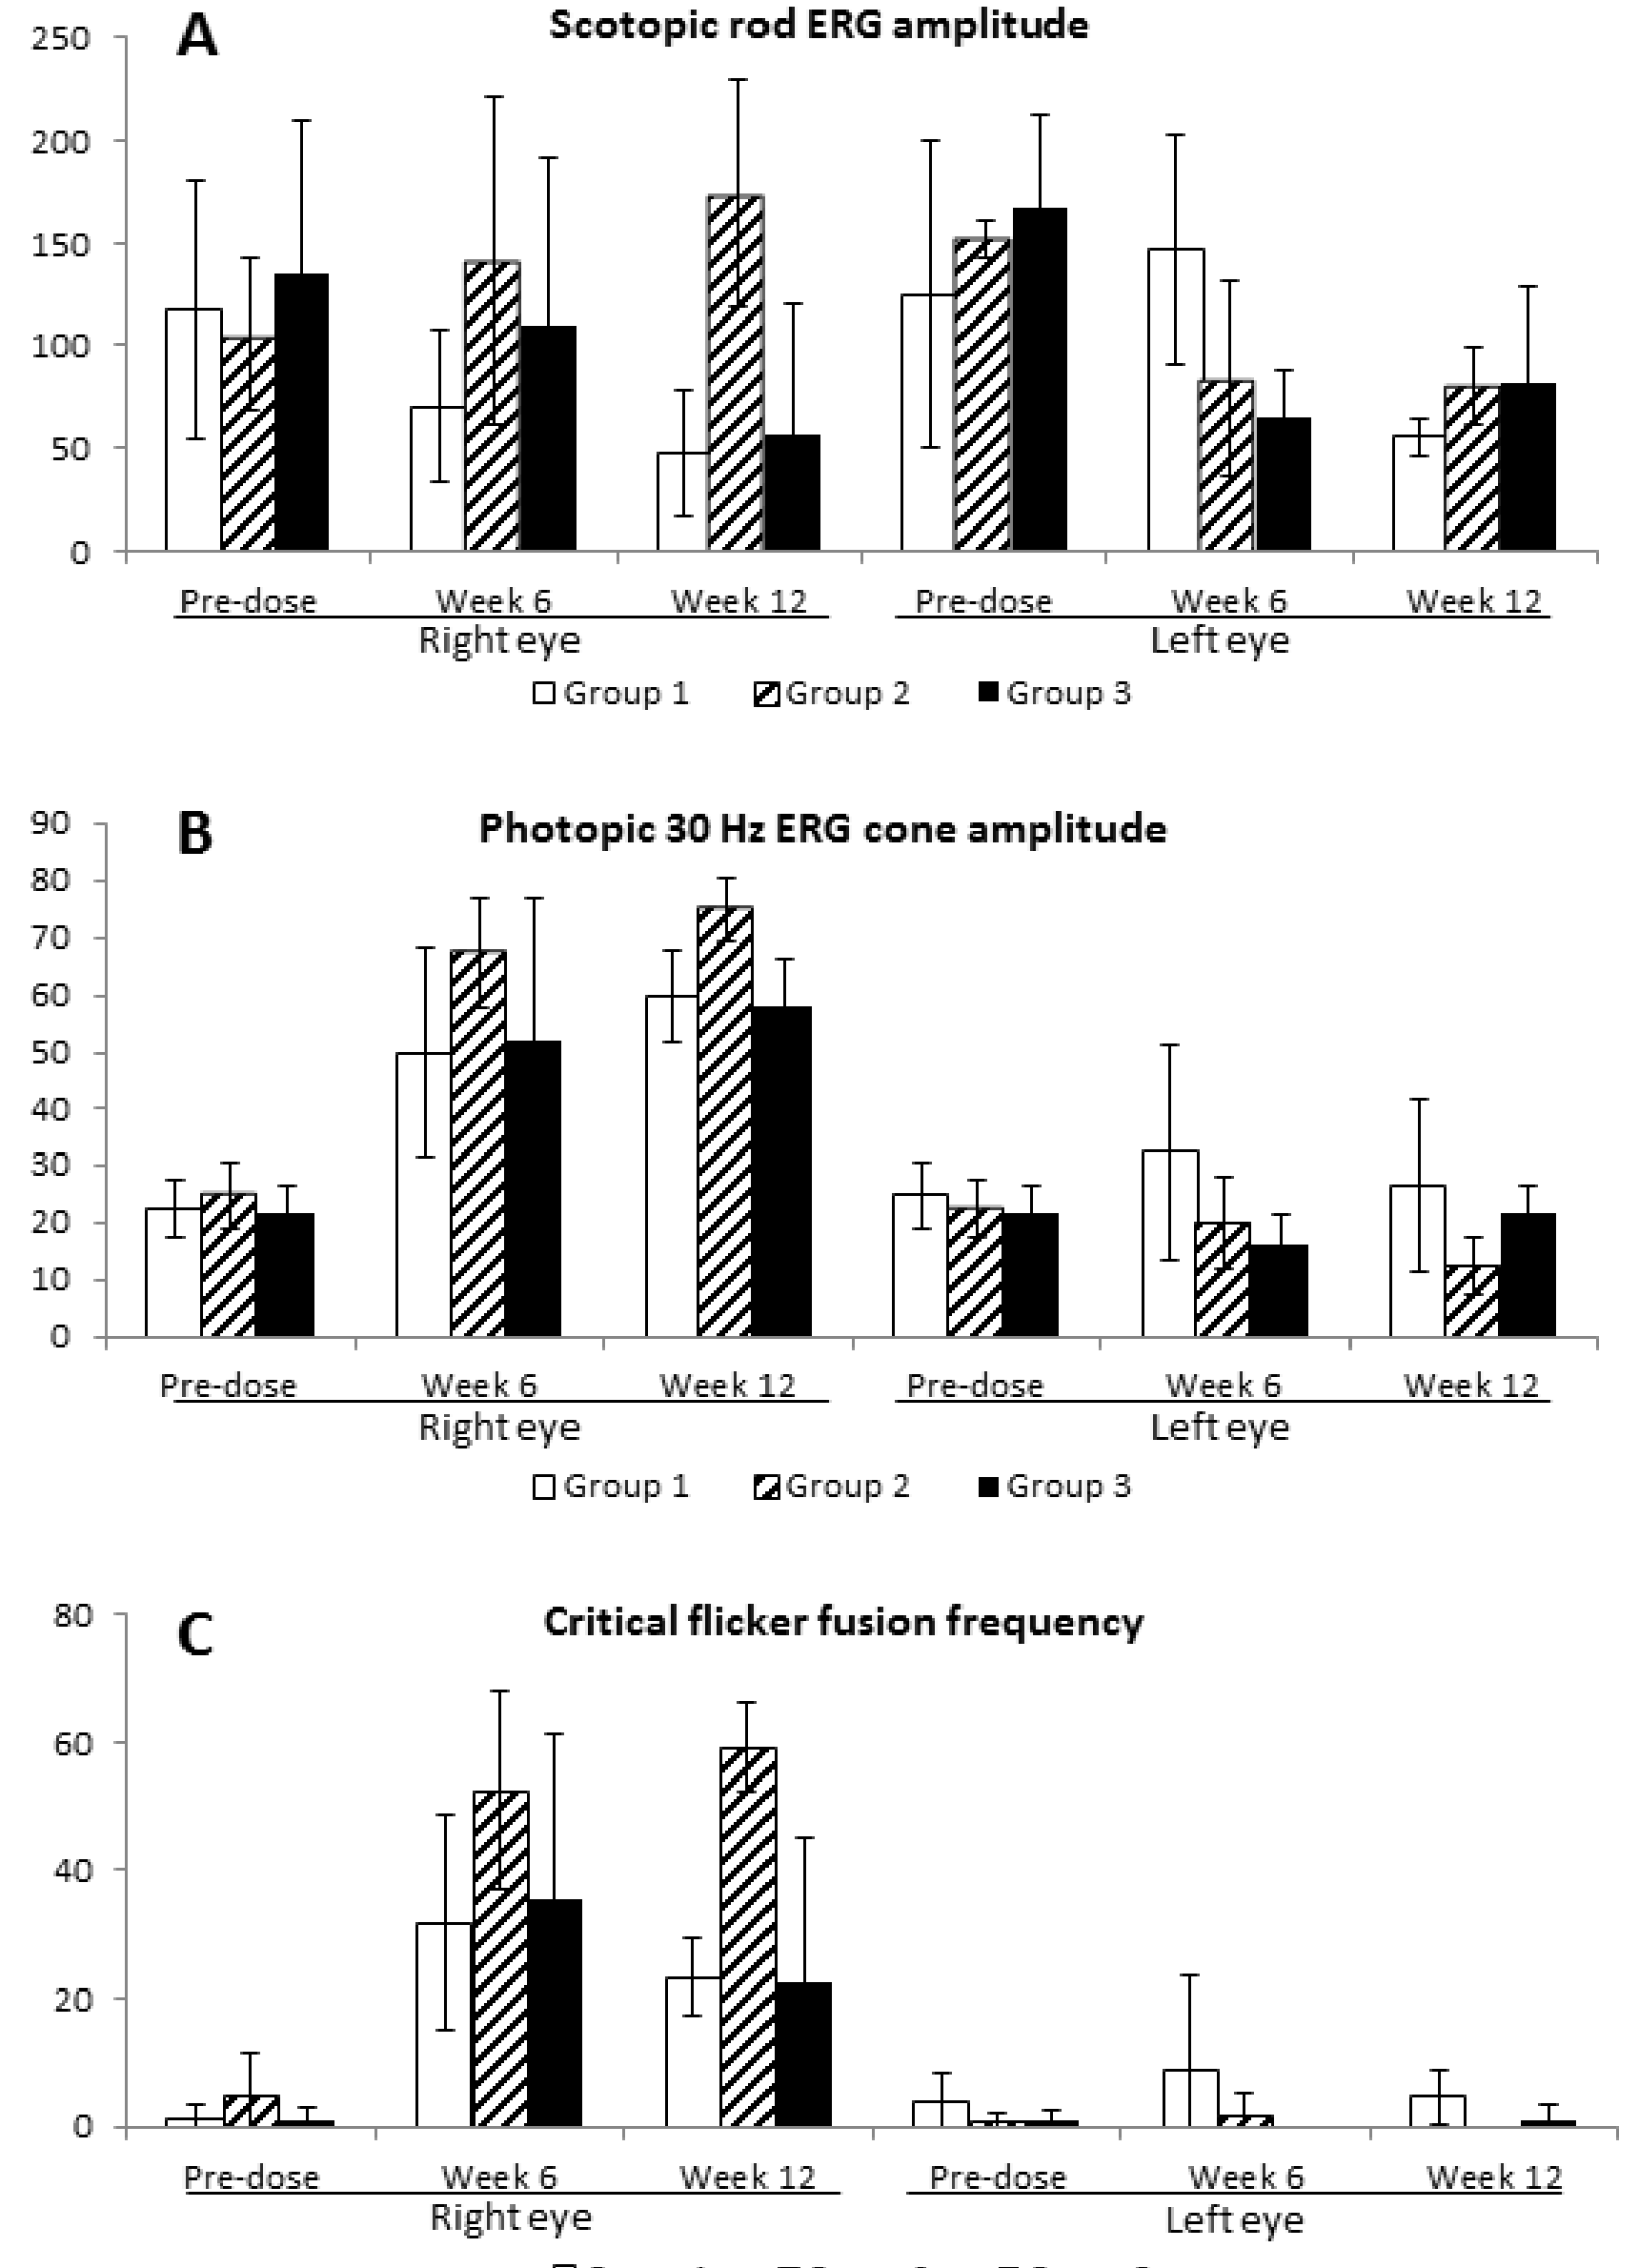 A
Scotopic rod ERG amplitude
250
200
150
100
50
0
Pre-dose Week 6 Week 12 Pre-dose Week 6 Week 12
Right eye Left eye
Group 1 Group 2 Group 3
B
Photopic 30 Hz ERG cone amplitude
90
80
70
60
50
40
30
20
10
0
Pre-dose Week 6 Week 12 Pre-dose Week 6 Week 12
Right eye Left eye
Group 1 Group 2 Group 3
C
Critical flicker fusion frequency
80
60
40
20
0
Pre-dose Week 6 Week 12 Pre-dose Week 6 Week 12
Right eye Left eye